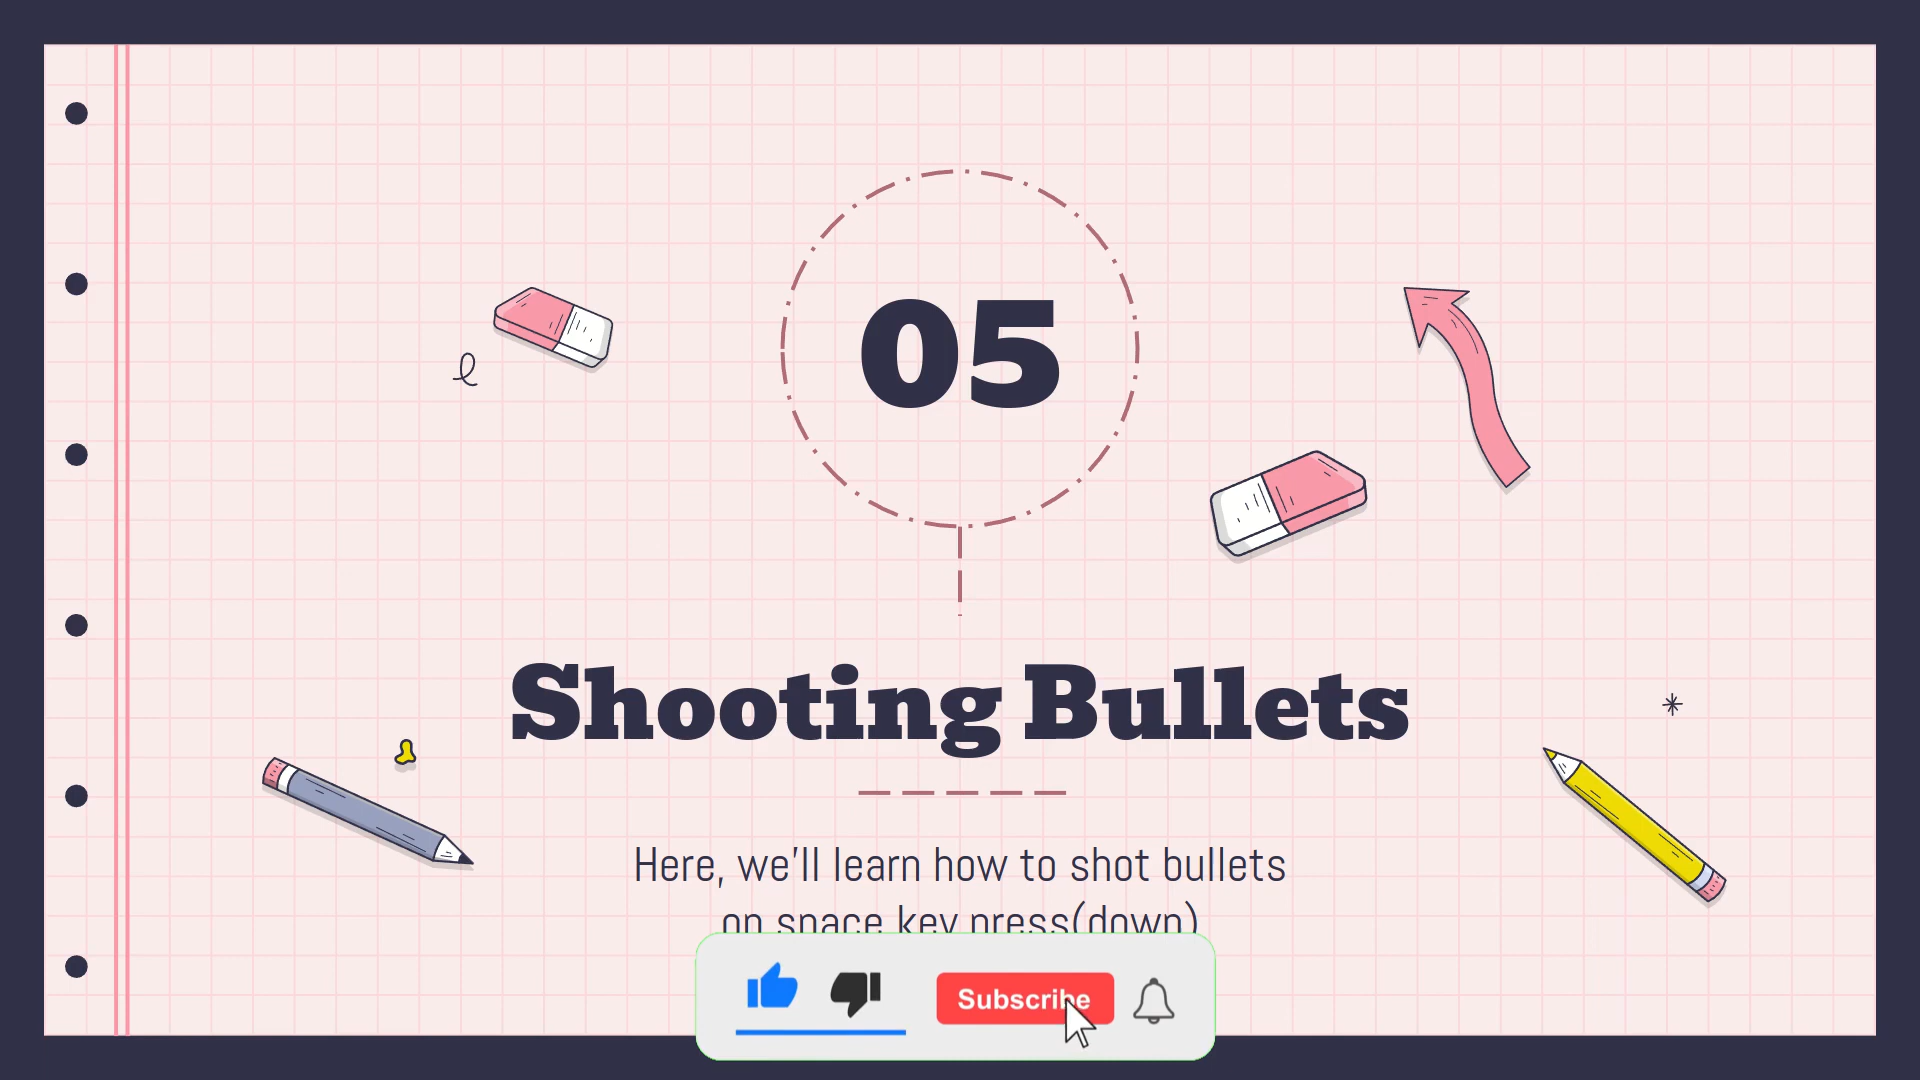 05
Shooting Bullets
Here, we'll learn how to shot bullets
on space key press(down)
Subscribe